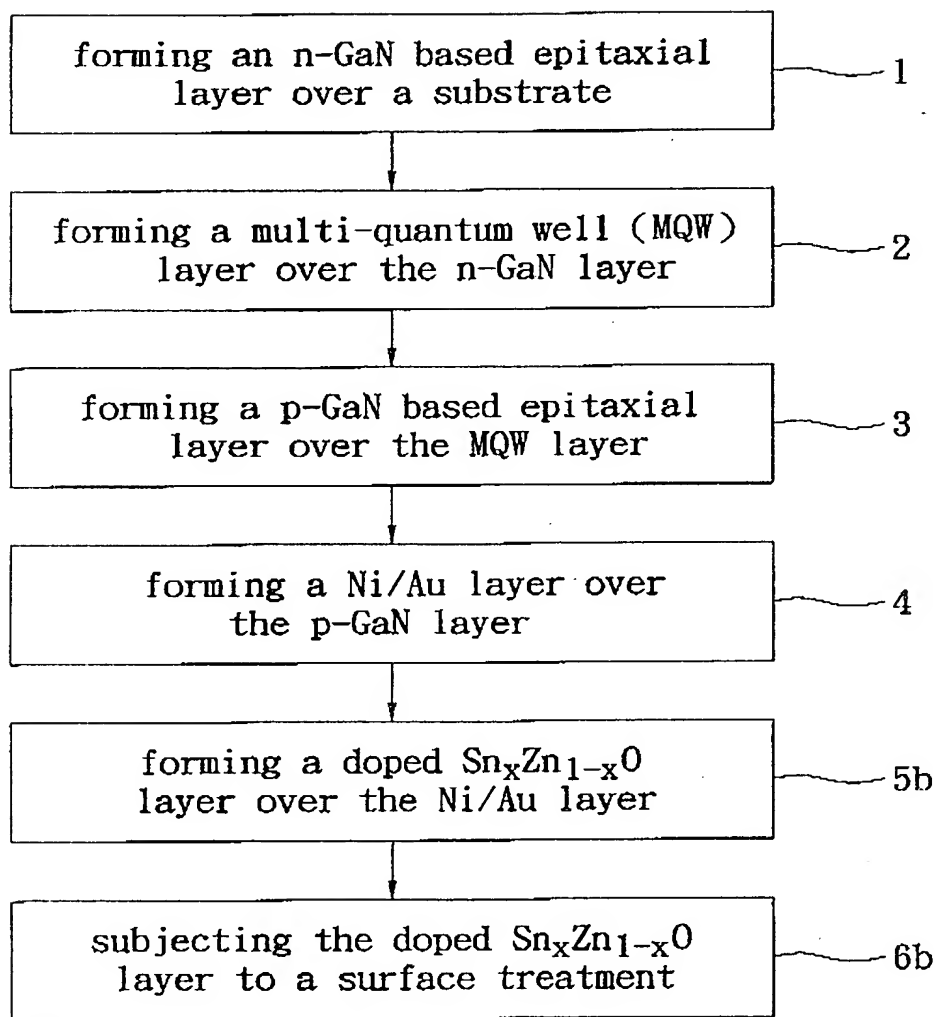 forming an n-GaN based epitaxial
layer over a substrate
1
forming a multi-quantum well (MQW)
layer over the n-GaN layer
2
forming a p-GaN based epitaxial
layer over the MQW layer
3
forming a Ni/Au layer over
the p-GaN layer
4
forming a doped SnxZn1-xO
layer over the Ni/Au layer
5b
subjecting the doped SnxZn1-xO
layer to a surface treatment
6b